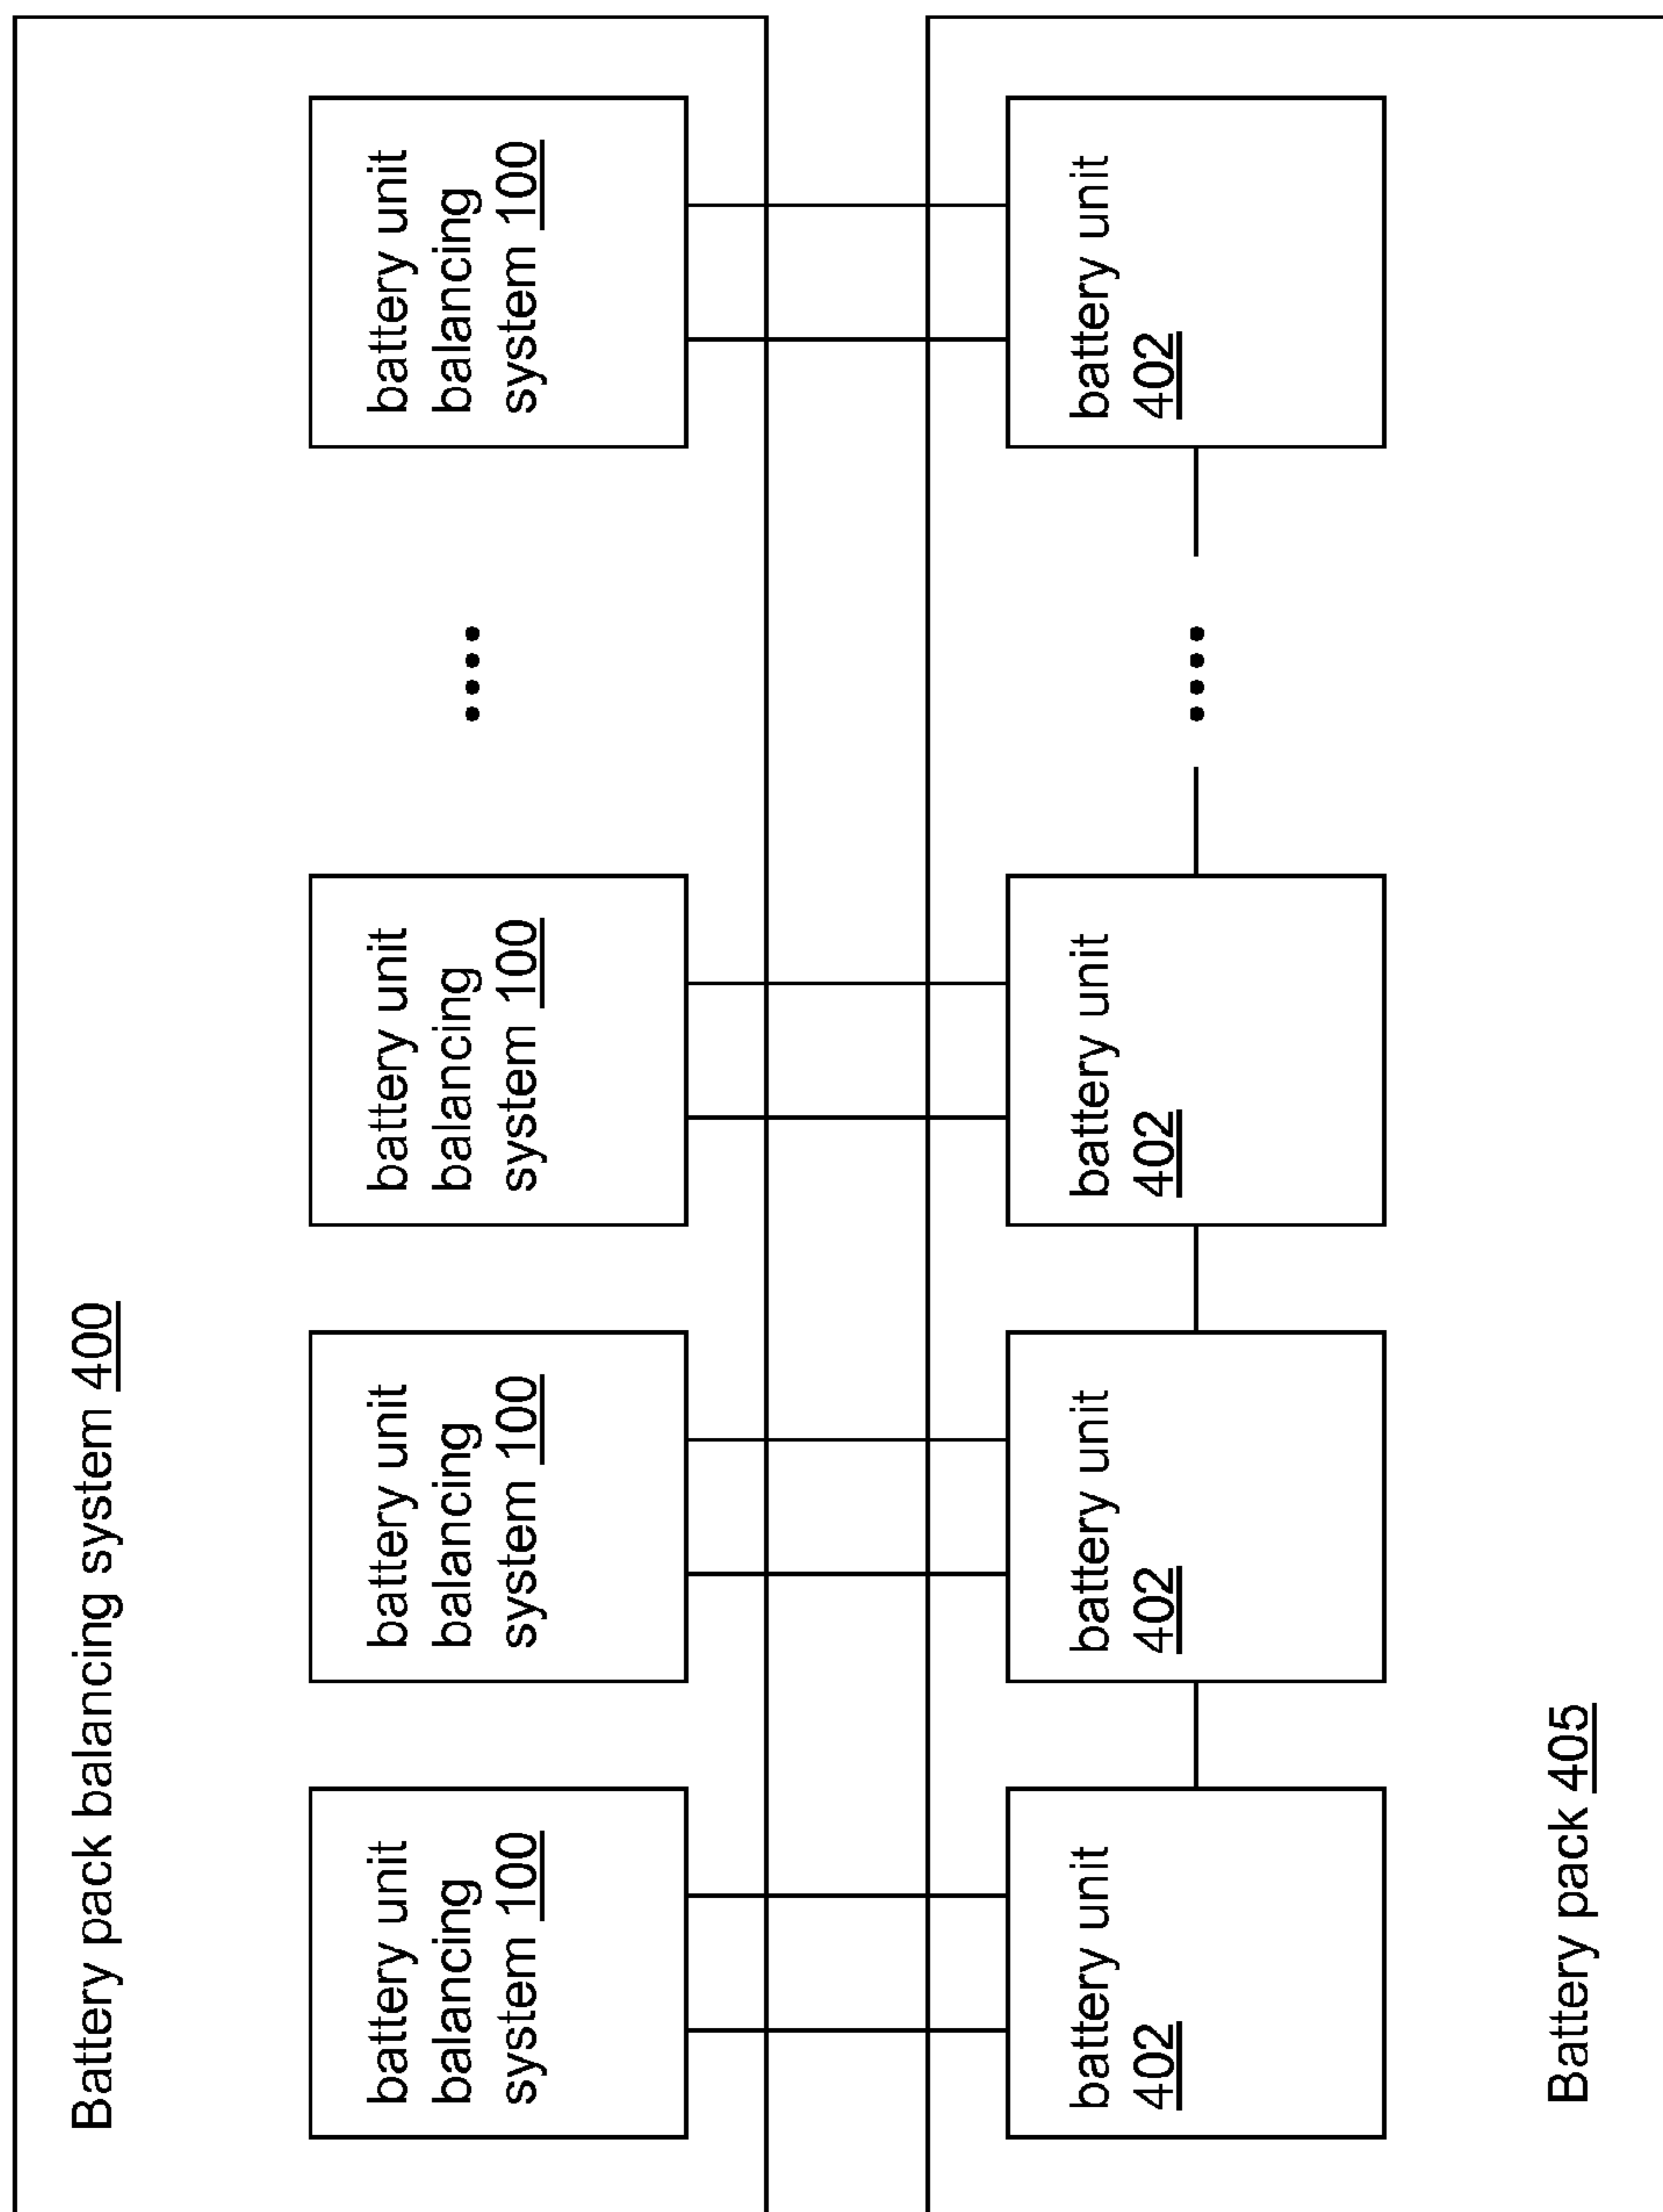 Battery pack balancing system 400
battery unit
balancing
system 100
battery unit
balancing
system 100
battery unit
balancing
system 100
battery unit
balancing
system 100
battery unit
402
battery unit
402
battery unit
402
battery unit
402
Battery pack 405